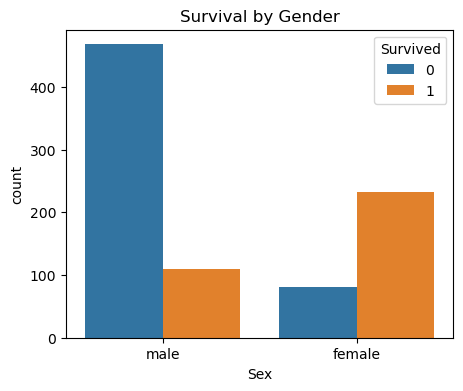 Survival by Gender
Survived
0
1
400
300
200
100
0
count
male
female
Sex